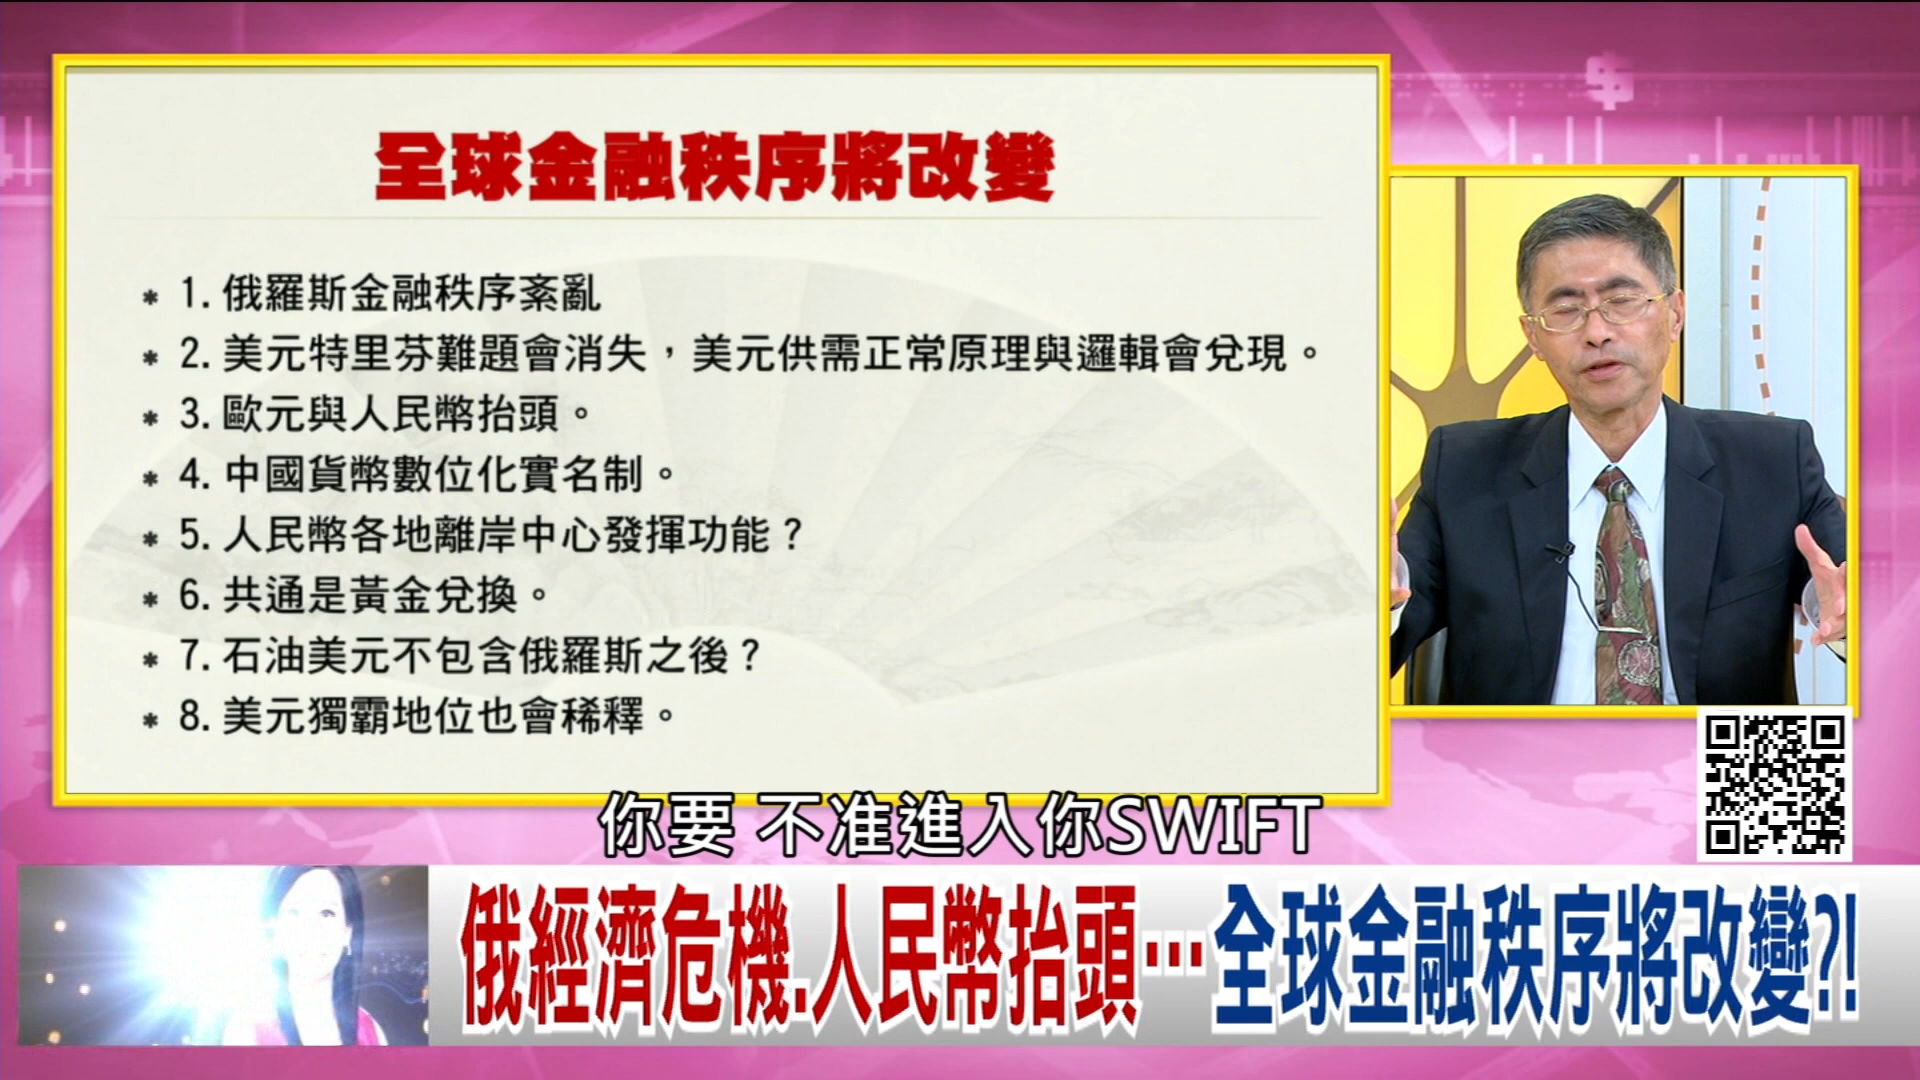 全球金融秩序將改變
* 1. 俄羅斯金融秩序紊亂
* 2. 美元特里芬難題會消失，美元供需正常原理與邏輯會兌現。
* 3. 歐元與人民幣抬頭。
* 4. 中國貨幣數位化實名制。
* 5. 人民幣各地離岸中心發揮功能？
* 6. 共通是黃金兌換。
* 7. 石油美元不包含俄羅斯之後？
* 8. 美元獨霸地位也會稀釋。
你要 不准進入你SWIFT
俄經濟危機.人民幣抬頭…全球金融秩序將改變?!